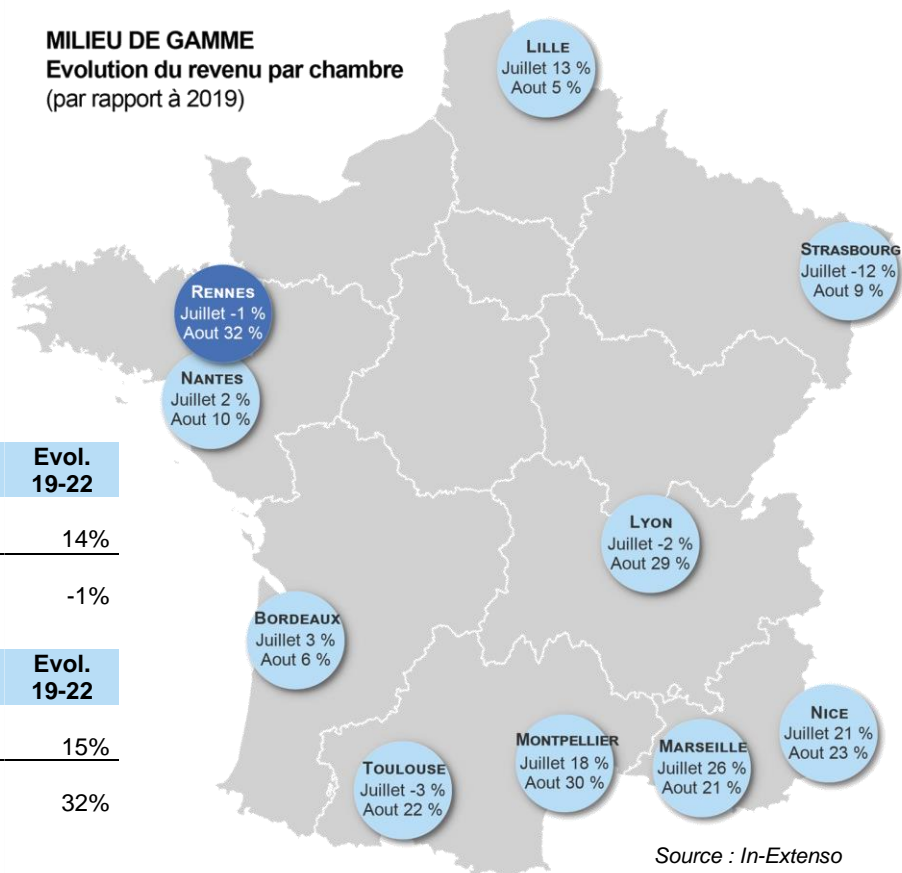 MILIEU DE GAMME
Evolution du revenu par chambre
(par rapport à 2019)
LILLE
Juillet 13 %
Aout 5 %
STRASBOURG
Juillet -12 %
Aout 9 %
RENNES
Juillet -1 %
Aout 32 %
NANTES
Juillet 2 %
Aout 10 %
Evol.
19-22
14%
-1%
LYON
Juillet -2 %
Aout 29 %
BORDEAUX
Juillet 3 %
Aout 6 %
Evol.
19-22
15%
32%
TOULOUSE
Juillet -3 %
Aout 22 %
MONTPELLIER
Juillet 18 %
Aout 30 %
MARSEILLE
Juillet 26 %
Aout 21 %
NICE
Juillet 21 %
Aout 23 %
Source : In-Extenso